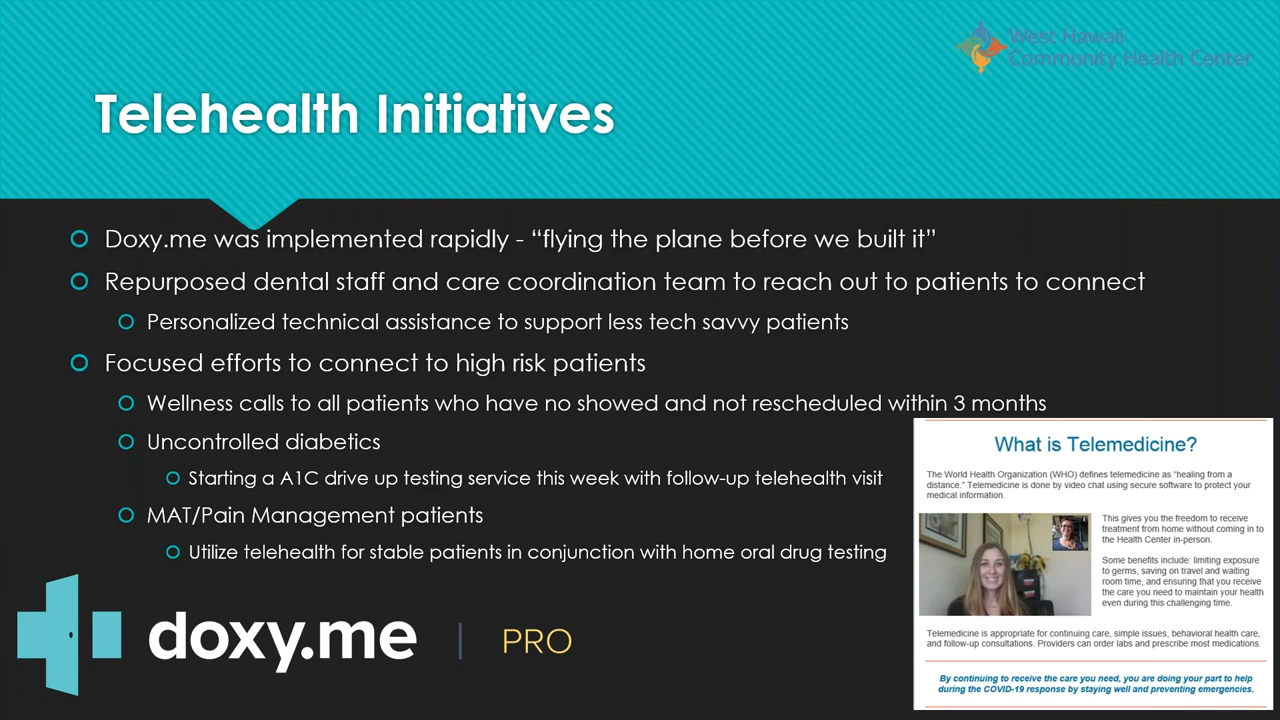 West Hawaii
Community Health Center
Telehealth Initiatives
Doxy.me was implemented rapidly - “flying the plane before we built it”
Repurposed dental staff and care coordination team to reach out to patients to connect
Personalized technical assistance to support less tech savvy patients
Focused efforts to connect to high risk patients
Wellness calls to all patients who have no showed and not rescheduled within 3 months
Uncontrolled diabetics
Starting a A1C drive up testing service this week with follow-up telehealth visit
MAT/Pain Management patients
Utilize telehealth for stable patients in conjunction with home oral drug testing
doxy.me | PRO
What is Telemedicine?
The World Health Organization (WHO) defines telemedicine as “healing from a
distance.” Telemedicine is done by video chat using secure software to protect your
medical information.
This gives you the freedom to receive
treatment from home without coming in to
the Health Center in-person.
Some benefits include: limiting exposure
to germs, saving on travel and waiting
room time, and ensuring that you receive
the care you need to maintain your health
even during this challenging time.
Telemedicine is appropriate for continuing care, simple issues, behavioral health care,
and follow-up consultations. Providers can order labs and prescribe most medications.
By continuing to receive the care you need, you are doing your part to help
during the COVID-19 response by staying well and preventing emergencies.